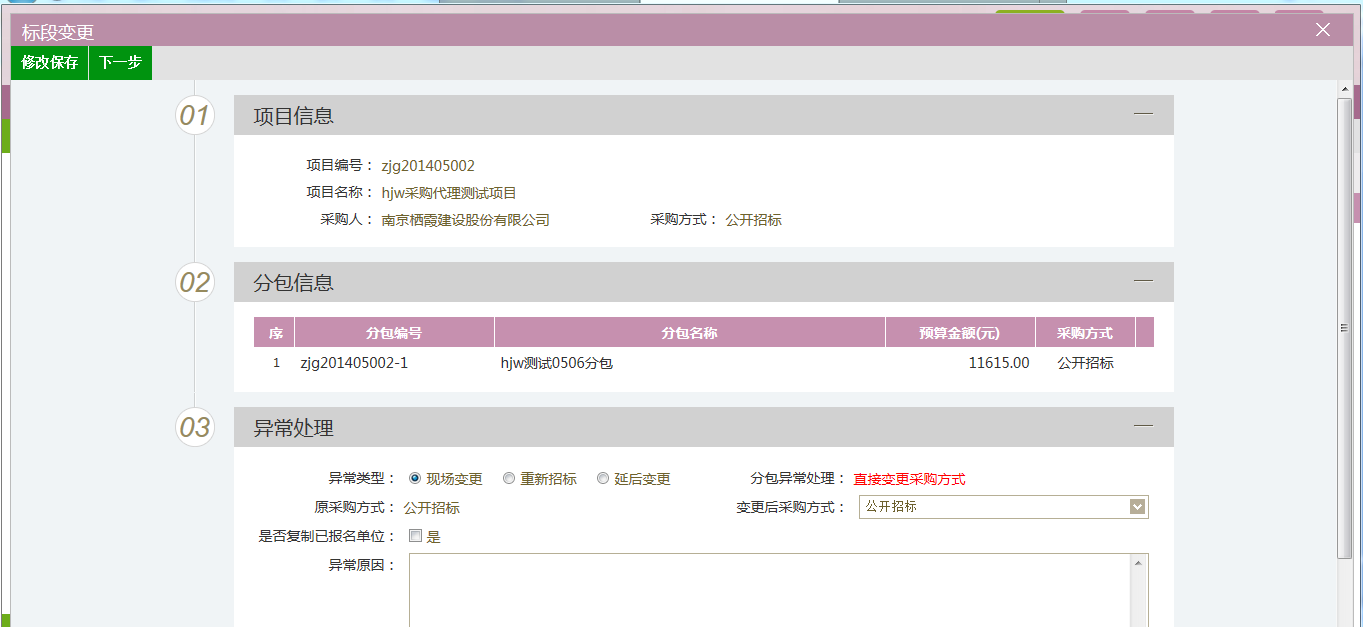 标段变更
修改保存 下一步
01 项目信息
项目编号： zjg201405002
项目名称： hjw采购代理测试项目
采购人： 南京栖霞建设股份有限公司 采购方式： 公开招标
02 分包信息
序 分包编号 分包名称 预算金额(元) 采购方式
1 zjg201405002-1 hjw测试0506分包 11615.00 公开招标
03 异常处理
异常类型： 现场变更 重新招标 延后变更 分包异常处理： 直接变更采购方式
原采购方式： 公开招标 变更后采购方式： 公开招标
是否复制已报名单位： 是
异常原因：